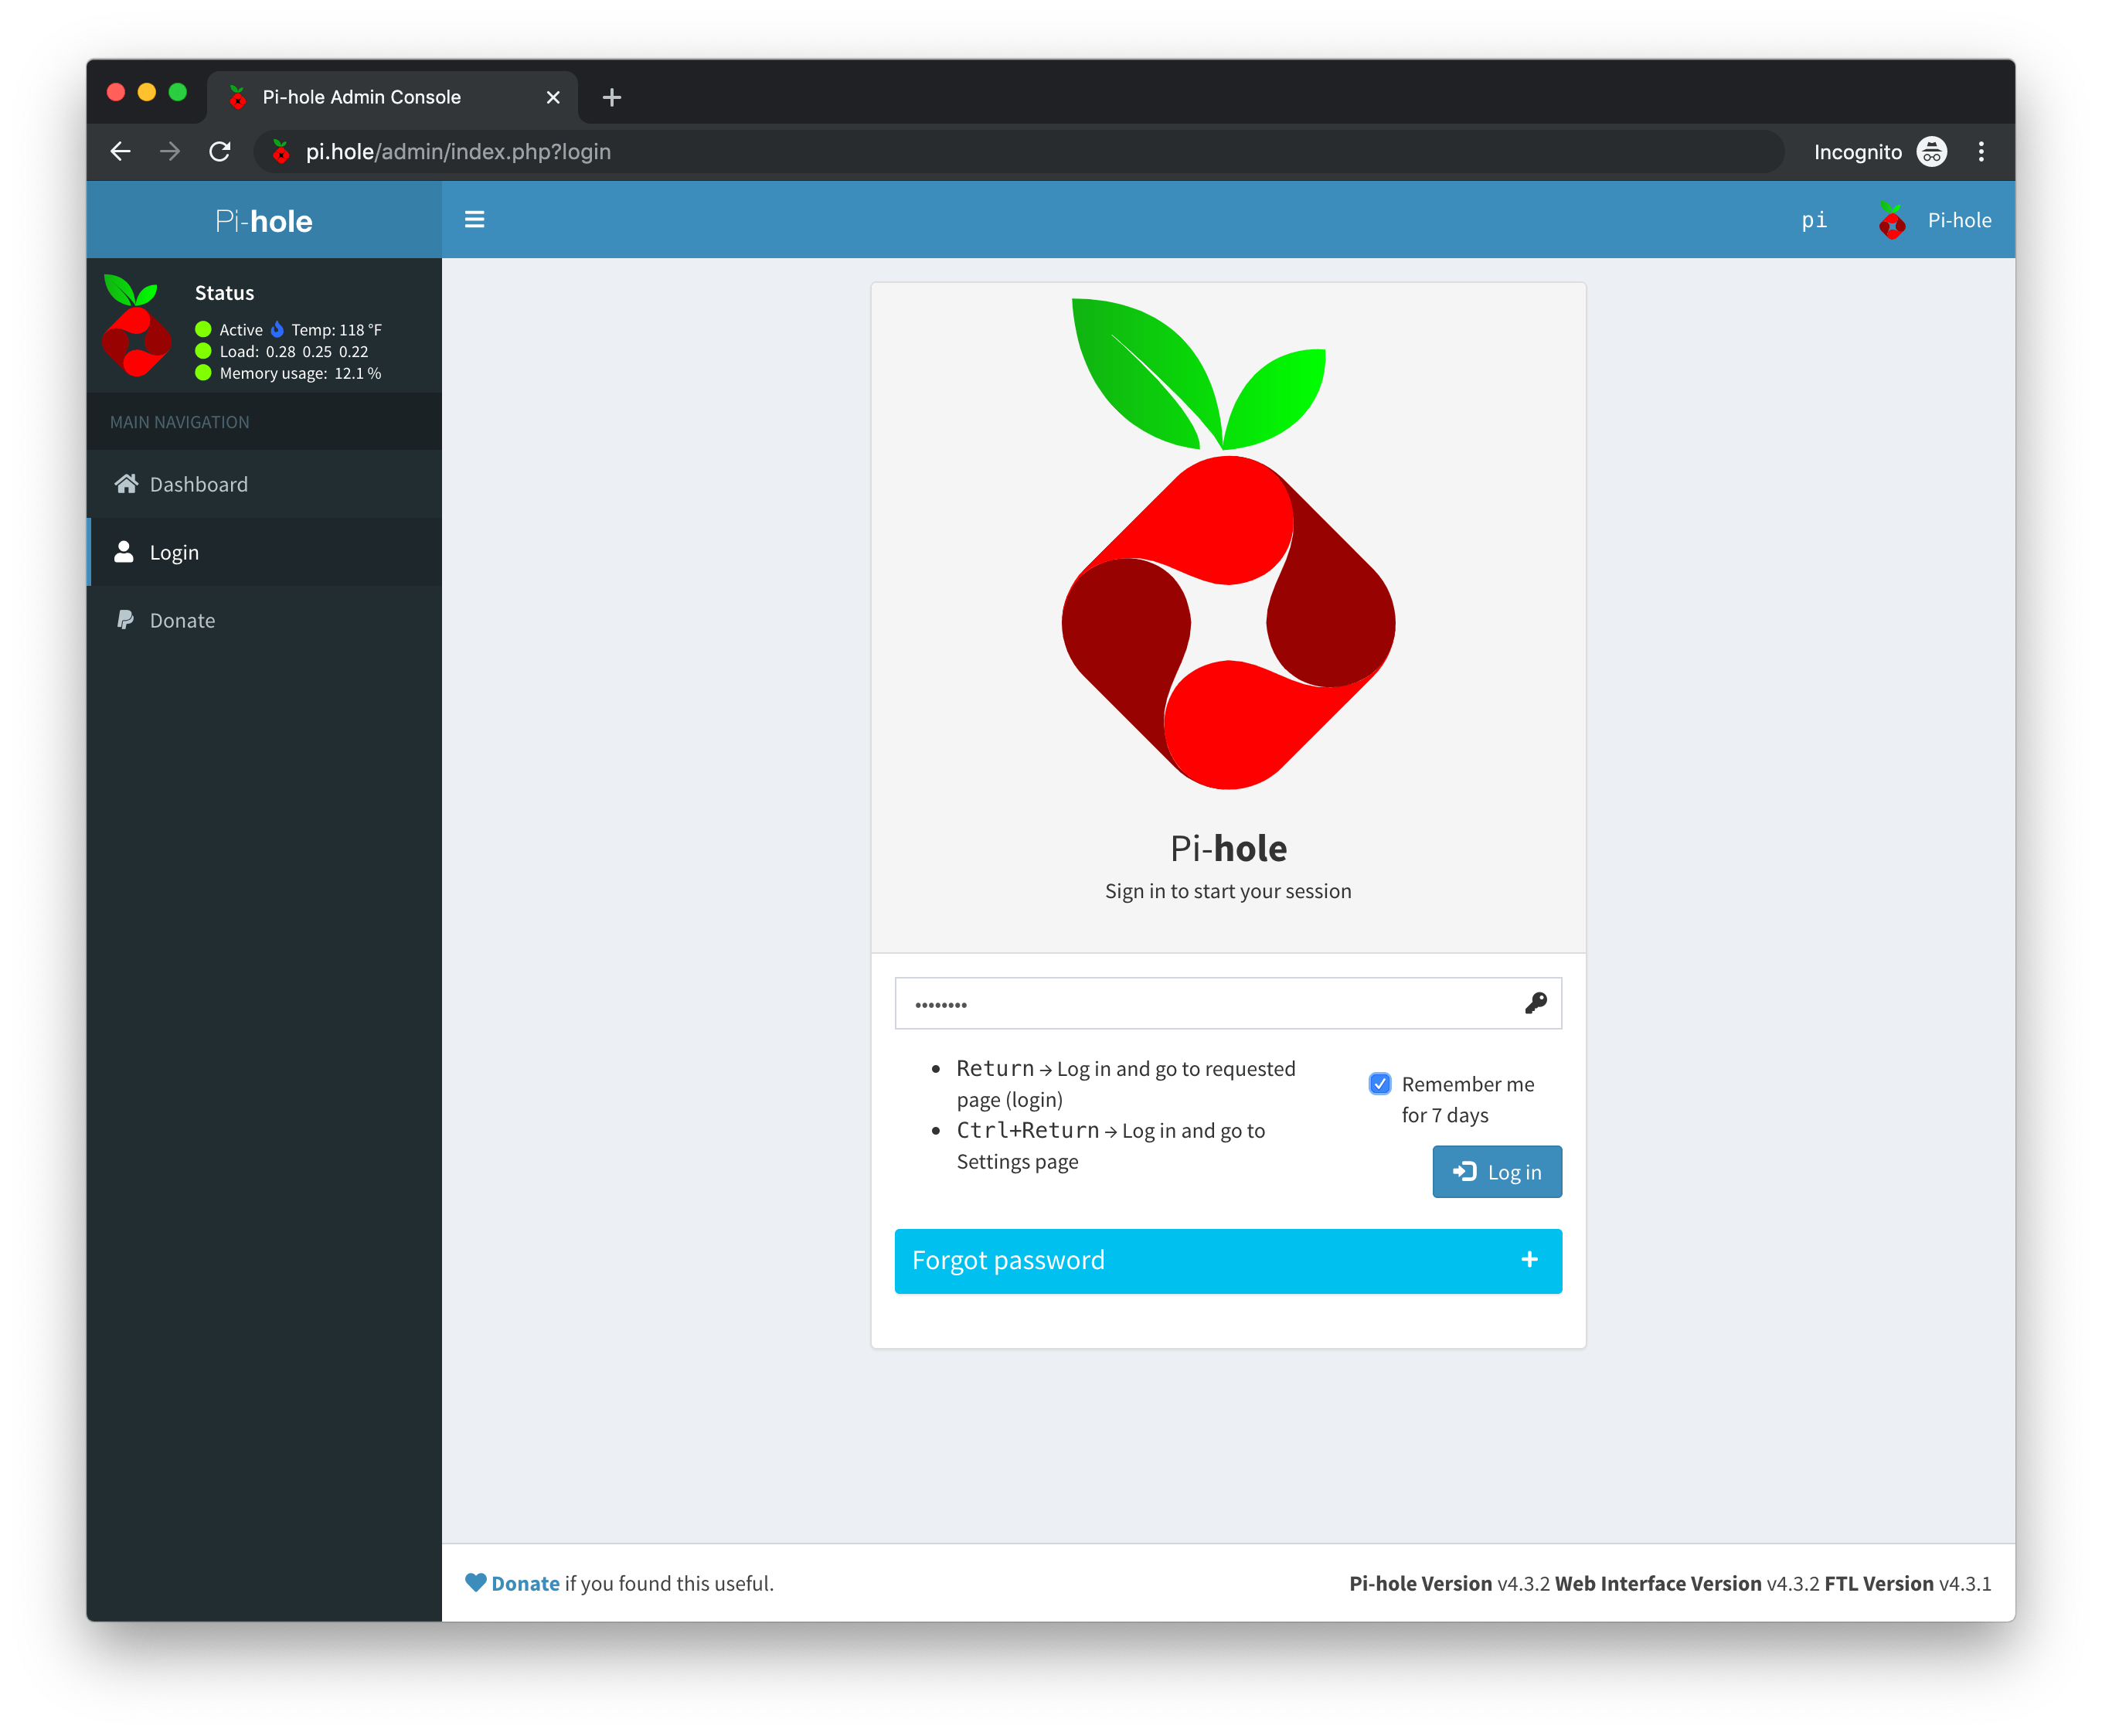 Pi-hole Admin Console
pi.hole/admin/index.php?login
Incognito
Pi-hole
pi
Pi-hole
Status
Active Temp: 118 °F
Load: 0.28 0.25 0.22
Memory usage: 12.1 %
MAIN NAVIGATION
Dashboard
Login
Donate
Pi-hole
Sign in to start your session
••••••••
Return → Log in and go to requested
page (login)
Ctrl+Return → Log in and go to
Settings page
Remember me
for 7 days
Log in
Forgot password
Donate if you found this useful.
Pi-hole Version v4.3.2 Web Interface Version v4.3.2 FTL Version v4.3.1